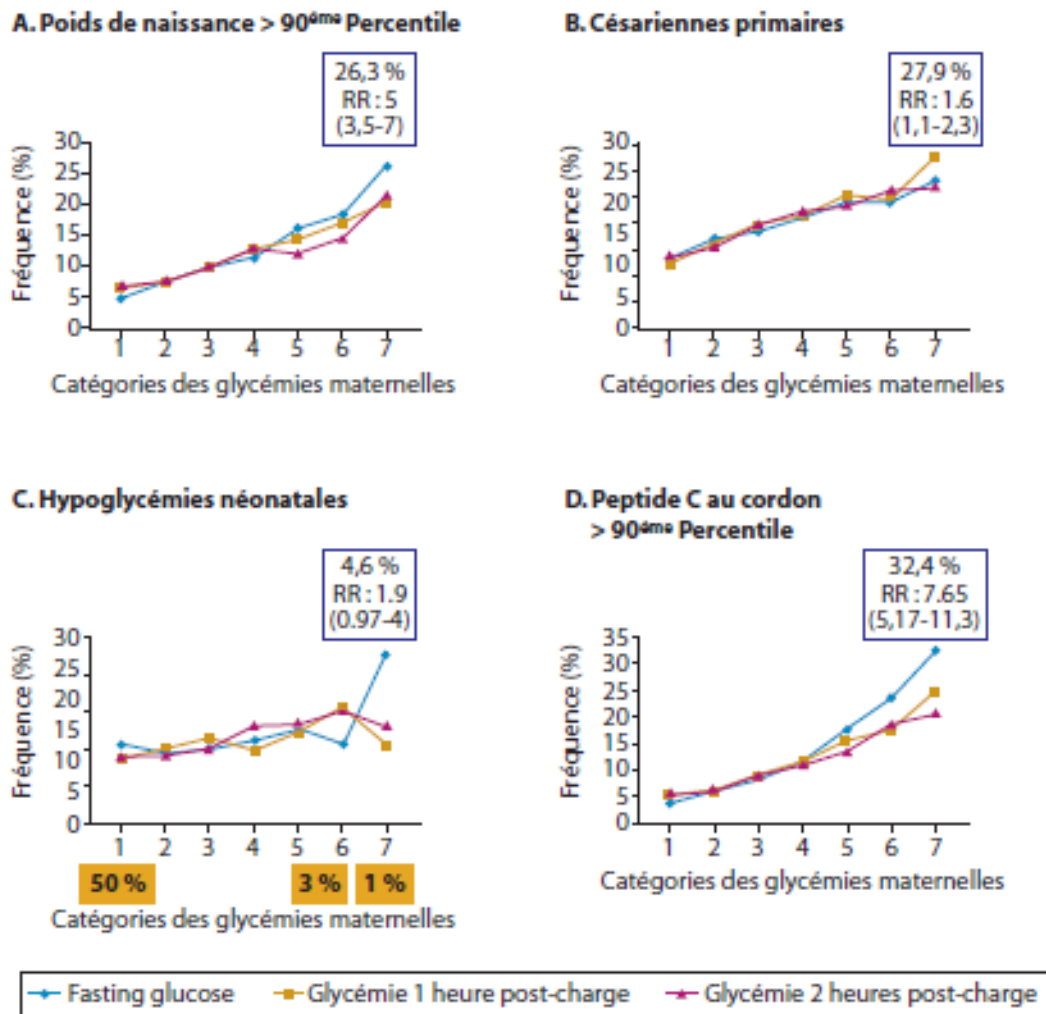 A. Poids de naissance > 90ème Percentile
26,3 %
RR : 5
(3,5-7)
Fréquence (%)
30
25
20
15
10
5
0
1 2 3 4 5 6 7
Catégories des glycémies maternelles
B. Césariennes primaires
27,9 %
RR : 1.6
(1,1-2,3)
Fréquence (%)
30
25
20
15
10
5
0
1 2 3 4 5 6 7
Catégories des glycémies maternelles
C. Hypoglycémies néonatales
4,6 %
RR : 1.9
(0.97-4)
Fréquence (%)
30
25
20
15
10
5
0
1 2 3 4 5 6 7
50 % 3 % 1 %
Catégories des glycémies maternelles
D. Peptide C au cordon
> 90ème Percentile
32,4 %
RR : 7.65
(5,17-11,3)
Fréquence (%)
35
30
25
20
15
10
5
0
1 2 3 4 5 6 7
Catégories des glycémies maternelles
Fasting glucose Glycémie 1 heure post-charge Glycémie 2 heures post-charge